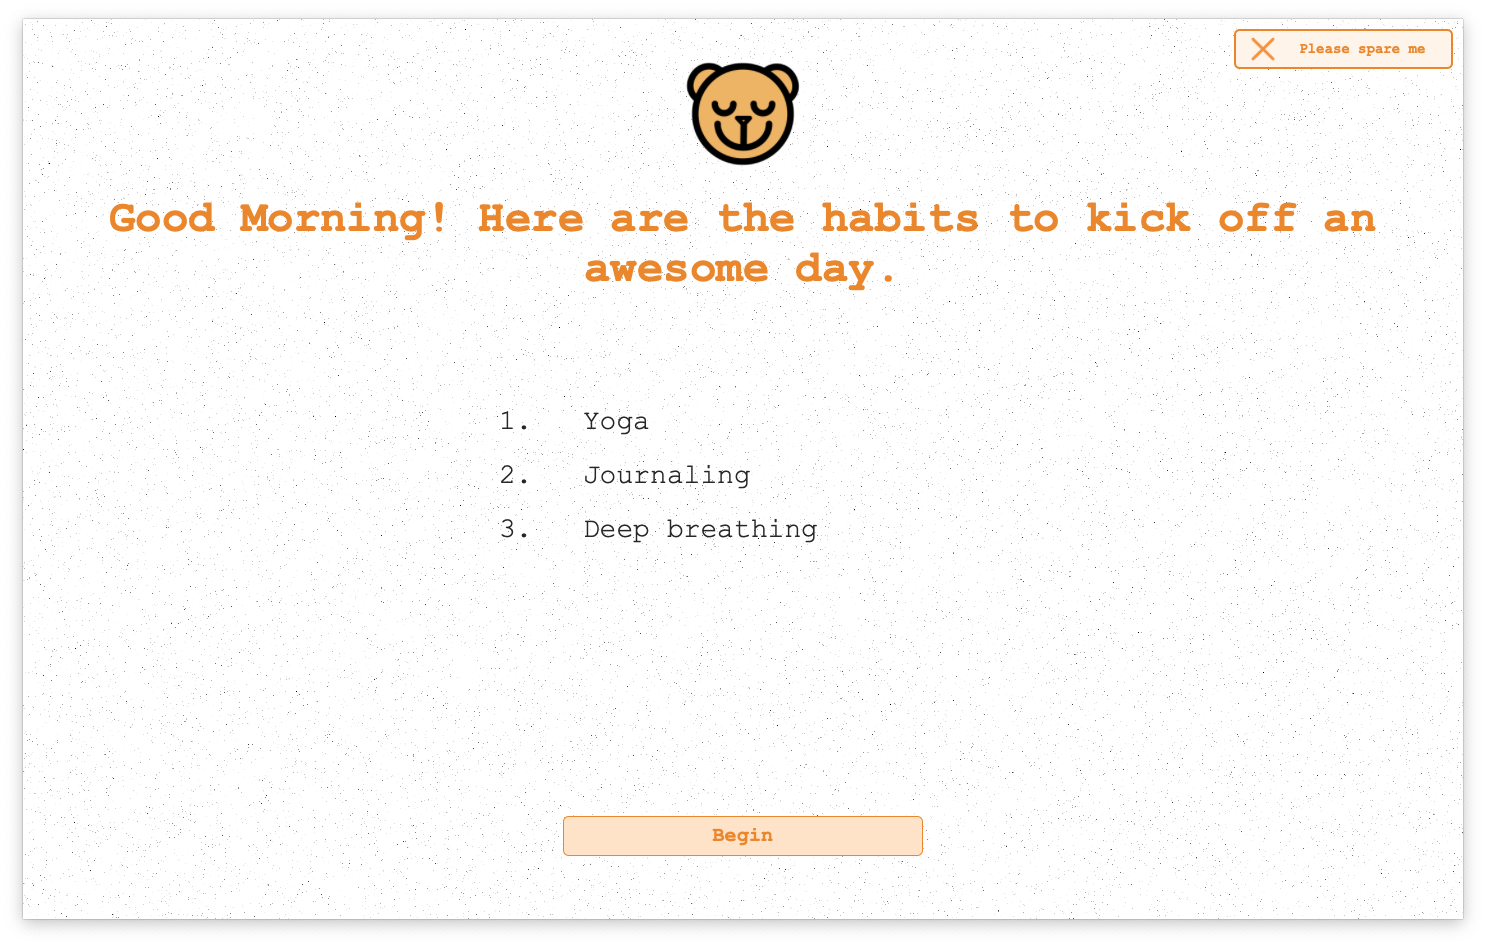 Please spare me
Good Morning! Here are the habits to kick off an
awesome day.
1. Yoga
2. Journaling
3. Deep breathing
Begin